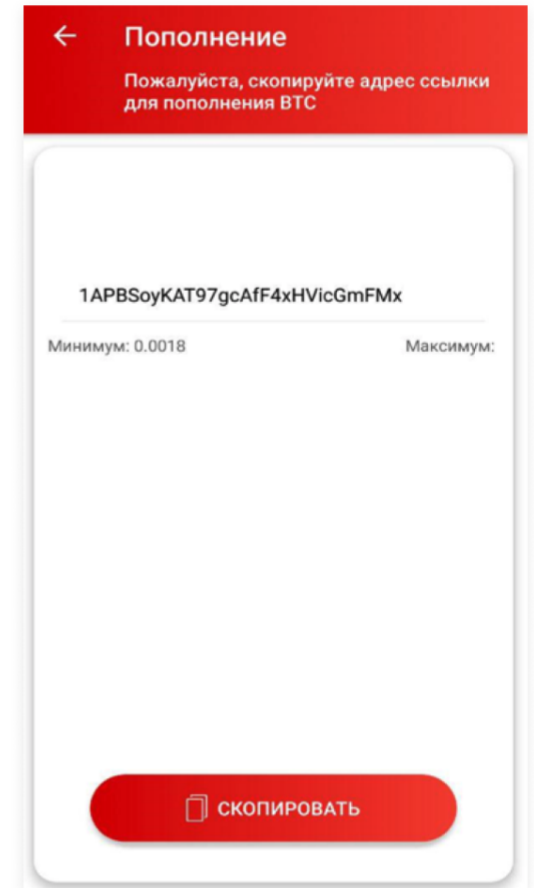 Пополнение
Пожалуйста, скопируйте адрес ссылки
для пополнения BTC
1APBSoyKAT97gcAfF4xHVicGmFMx
Минимум: 0.0018 Максимум:
СКОПИРОВАТЬ